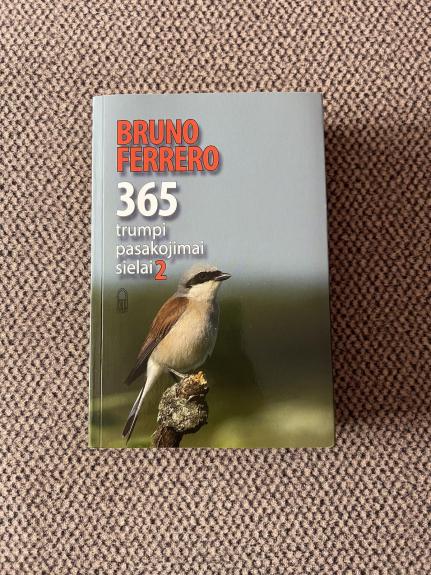 BRUNO
FERRERO
365
trumpi
pasakojimai
sielai 2